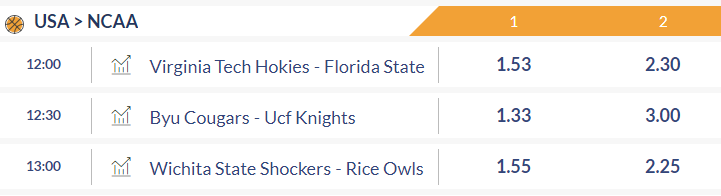 USA > NCAA 1 2
12:00 Virginia Tech Hokies - Florida State 1.53 2.30
12:30 Byu Cougars - Ucf Knights 1.33 3.00
13:00 Wichita State Shockers - Rice Owls 1.55 2.25